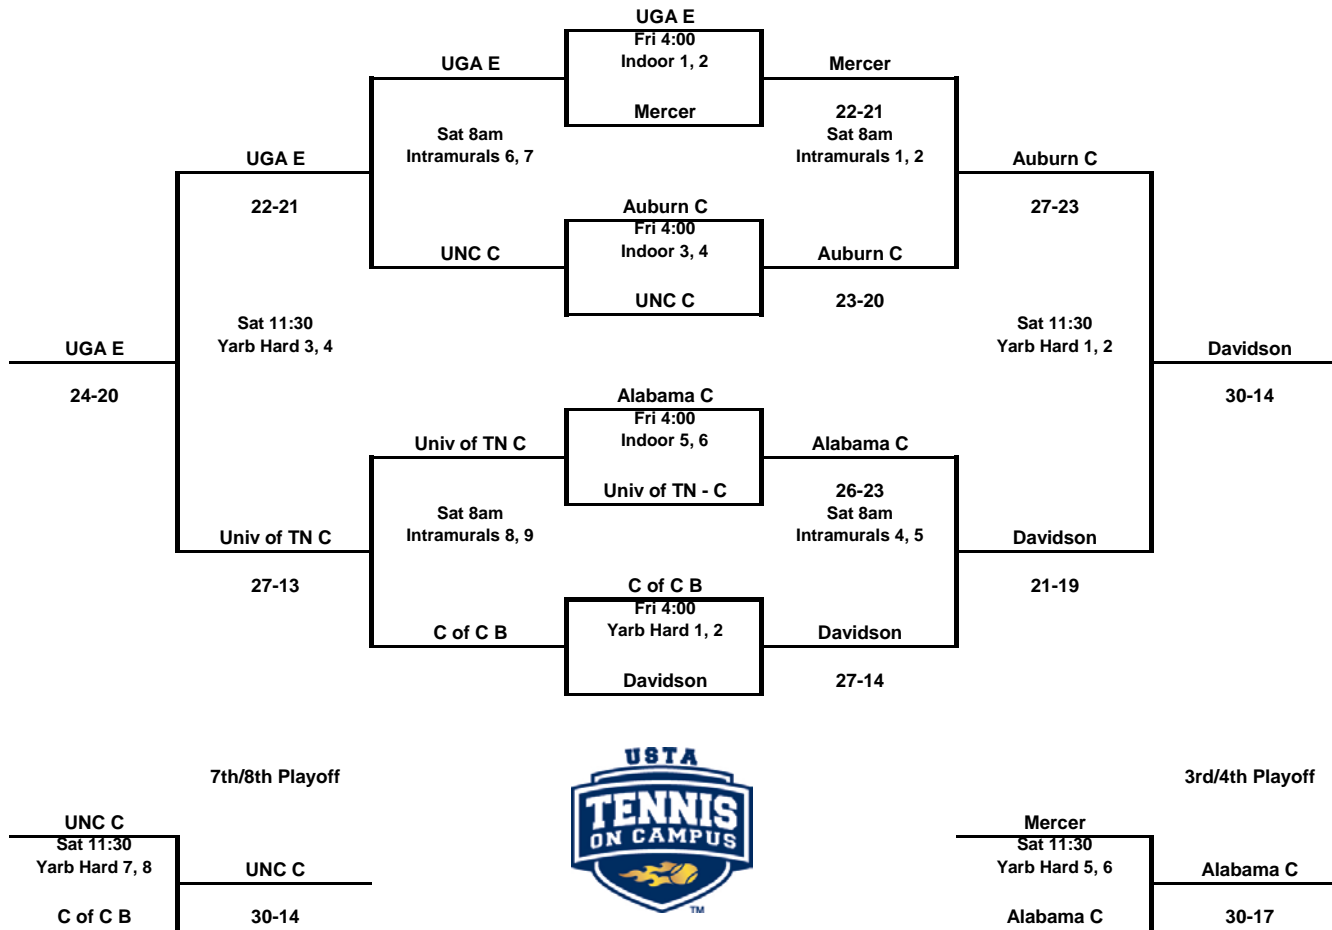 UGA E
Fri 4:00
Indoor 1, 2
UGA E
Mercer
Mercer
22-21
Sat 8am
Intramurals 6, 7
Sat 8am
Intramurals 1, 2
UGA E
Auburn C
22-21
Auburn C
27-23
Fri 4:00
Indoor 3, 4
UNC C
Auburn C
UNC C
23-20
Sat 11:30
Yarb Hard 3, 4
Sat 11:30
Yarb Hard 1, 2
UGA E
Davidson
24-20
Alabama C
30-14
Fri 4:00
Indoor 5, 6
Univ of TN C
Alabama C
Univ of TN - C
26-23
Sat 8am
Intramurals 8, 9
Sat 8am
Intramurals 4, 5
Univ of TN C
Davidson
27-13
C of C B
21-19
Fri 4:00
Yarb Hard 1, 2
C of C B
Davidson
Davidson
27-14
7th/8th Playoff
USTA
TENNIS
ON CAMPUS
TM
3rd/4th Playoff
UNC C
Sat 11:30
Yarb Hard 7, 8
UNC C
C of C B
30-14
Mercer
Sat 11:30
Yarb Hard 5, 6
Alabama C
Alabama C
30-17